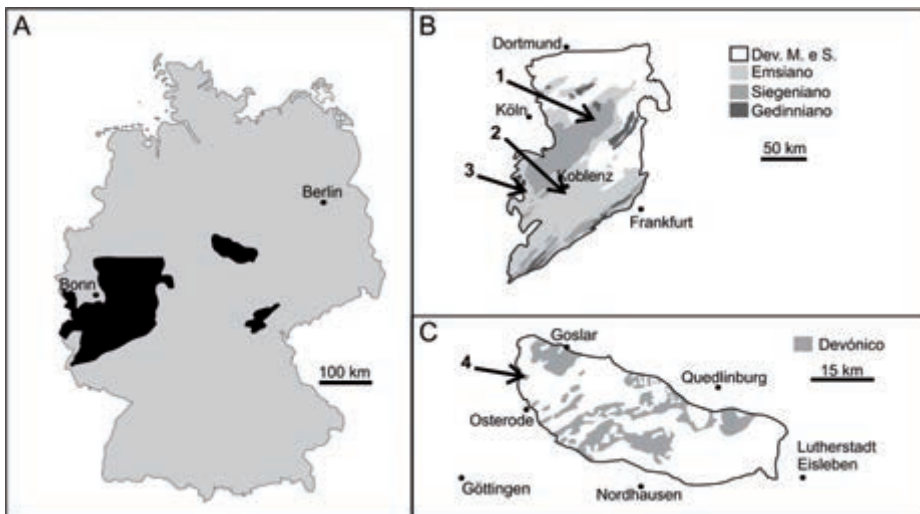 A
Berlin
Bonn
100 km
B
Dortmund
1
Köln
2
3
Koblenz
Frankfurt
Dev. M. e S.
Emsiano
Siegeniano
Gedinniano
50 km
C
Goslar
4
Quedlinburg
Osterode
Göttingen
Nordhausen
Lutherstadt
Eisleben
Devónico
15 km